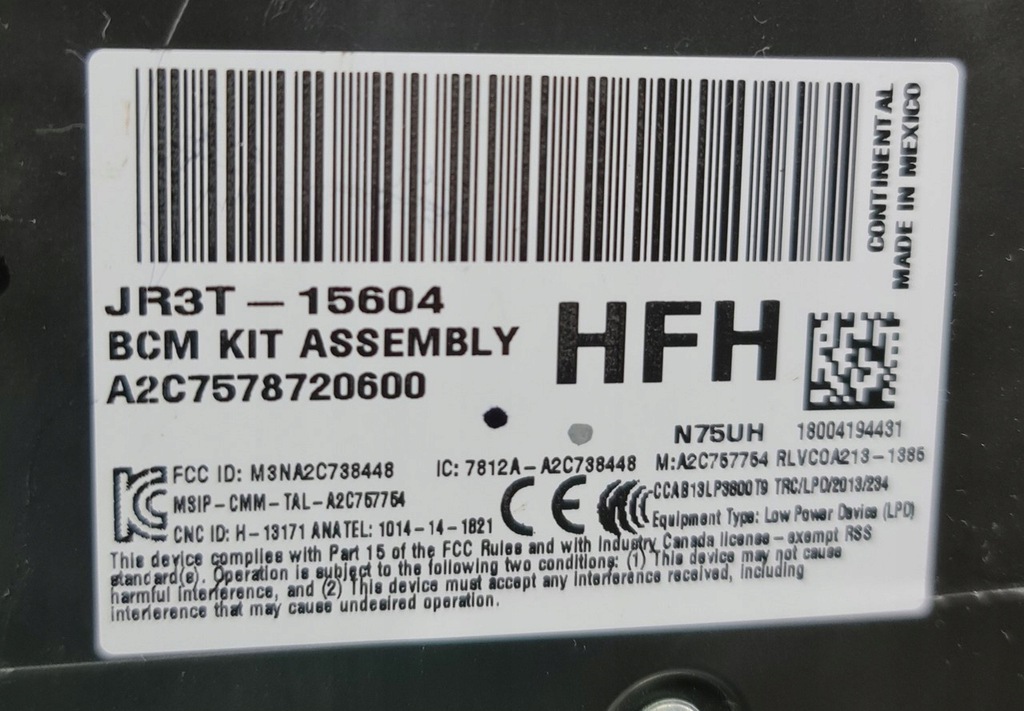 CONTINENTAL
MADE IN MEXICO
JR3T - 15604
BCM KIT ASSEMBLY
A2C7578720600
HFH
N75UH 18004194431
FCC ID: M3NA2C738448 IC: 7812A-A2C738448 M:A2C757754 RLVCOA213-1385
MSIP-CMM-TAL-A2C757754
CCAB13LP3800T9 TRC/LPD/2013/234
CNC ID: H-13171 ANATEL: 1014-14-1821
CE
Equipment Type: Low Power Device (LPD)
This device complies with Part 15 of the FCC Rules and with Industry Canada license-exempt RSS
standard(s). Operation is subject to the following two conditions: (1) This device may not cause
harmful interference, and (2) This device must accept any interference received, including
interference that may cause undesired operation.